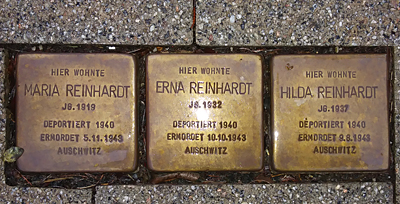 HIER WOHNTE
MARIA REINHARDT
JG. 1919
DEPORTIERT 1940
ERMORDET 5.11.1943
AUSCHWITZ
HIER WOHNTE
ERNA REINHARDT
JG. 1932
DEPORTIERT 1940
ERMORDET 10.10.1943
AUSCHWITZ
HIER WOHNTE
HILDA REINHARDT
JG. 1937
DEPORTIERT 1940
ERMORDET 9.8.1943
AUSCHWITZ